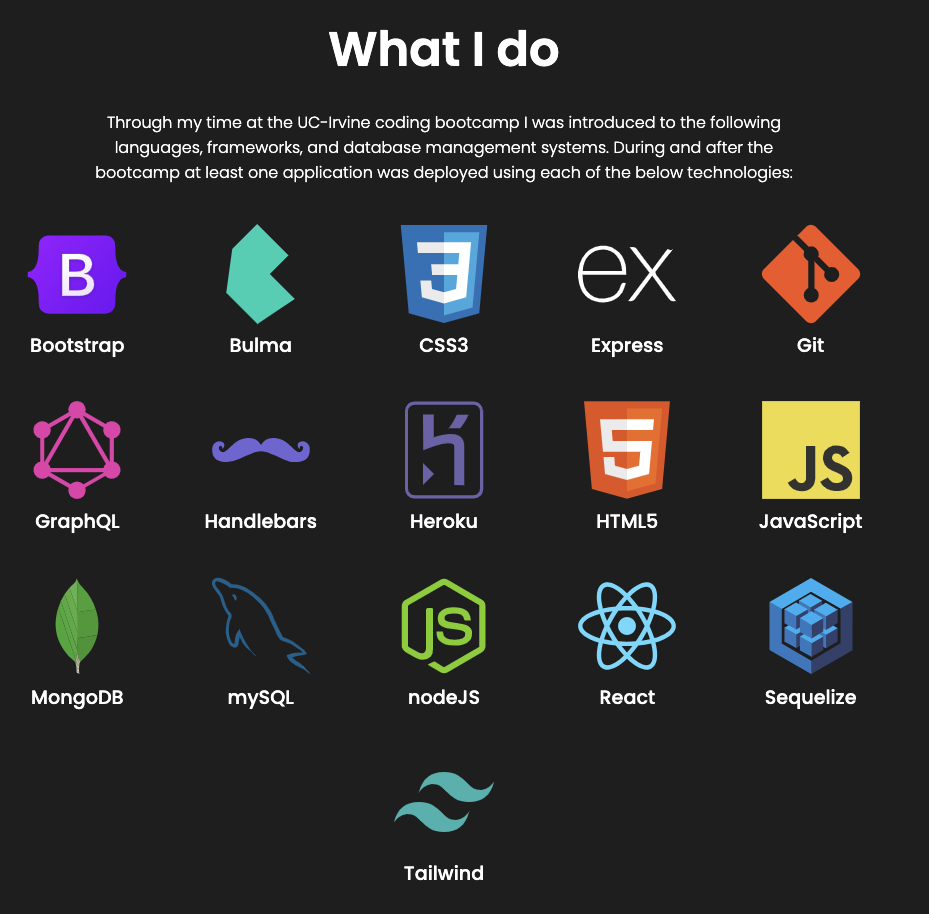 What I do
Through my time at the UC-Irvine coding bootcamp I was introduced to the following
languages, frameworks, and database management systems. During and after the
bootcamp at least one application was deployed using each of the below technologies:
B
3
ex
Bootstrap
Bulma
CSS3
Express
Git
5
JS
GraphQL
Handlebars
Heroku
HTML5
JavaScript
JS
MongoDB
mySQL
nodeJS
React
Sequelize
Tailwind